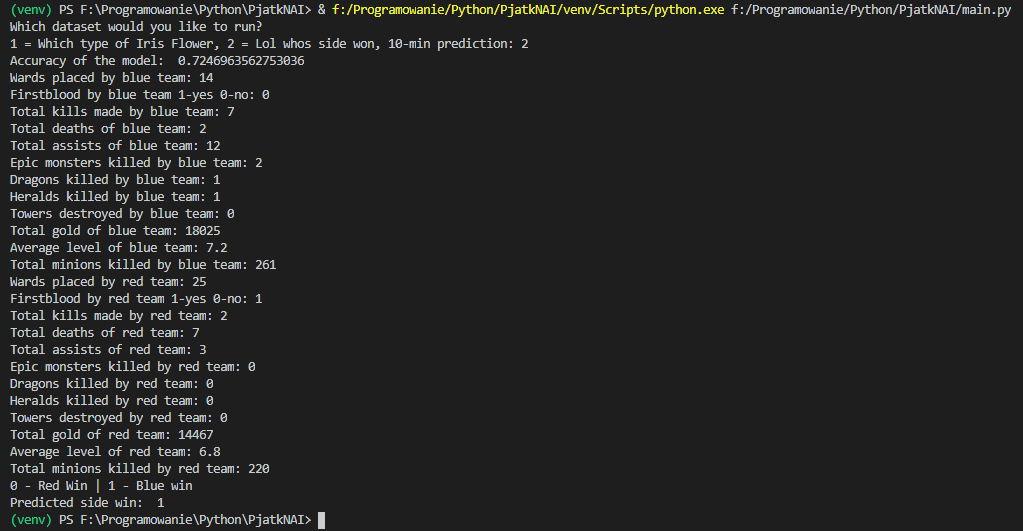 (venv) PS F:\Programowanie\Python\PjatkNAI> & f:/Programowanie/Python/PjatkNAI/venv/Scripts/python.exe f:/Programowanie/Python/PjatkNAI/main.py
Which dataset would you like to run?
1 = Which type of Iris Flower, 2 = Lol whos side won, 10-min prediction: 2
Accuracy of the model:  0.7246963562753036
Wards placed by blue team: 14
Firstblood by blue team 1-yes 0-no: 0
Total kills made by blue team: 7
Total deaths of blue team: 2
Total assists of blue team: 12
Epic monsters killed by blue team: 2
Dragons killed by blue team: 1
Heralds killed by blue team: 1
Towers destroyed by blue team: 0
Total gold of blue team: 18025
Average level of blue team: 7.2
Total minions killed by blue team: 261
Wards placed by red team: 25
Firstblood by red team 1-yes 0-no: 1
Total kills made by red team: 2
Total deaths of red team: 7
Total assists of red team: 3
Epic monsters killed by red team: 0
Dragons killed by red team: 0
Heralds killed by red team: 0
Towers destroyed by red team: 0
Total gold of red team: 14467
Average level of red team: 6.8
Total minions killed by red team: 220
0 - Red Win | 1 - Blue win
Predicted side win:  1
(venv) PS F:\Programowanie\Python\PjatkNAI>